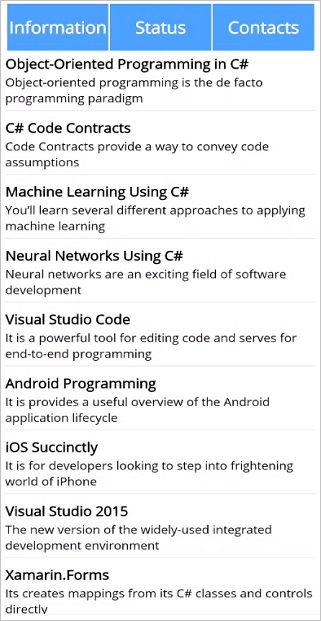 Information Status Contacts
Object-Oriented Programming in C#
Object-oriented programming is the de facto
programming paradigm
C# Code Contracts
Code Contracts provide a way to convey code
assumptions
Machine Learning Using C#
You’ll learn several different approaches to applying
machine learning
Neural Networks Using C#
Neural networks are an exciting field of software
development
Visual Studio Code
It is a powerful tool for editing code and serves for
end-to-end programming
Android Programming
It is provides a useful overview of the Android
application lifecycle
iOS Succinctly
It is for developers looking to step into frightening
world of iPhone
Visual Studio 2015
The new version of the widely-used integrated
development environment
Xamarin.Forms
Its creates mappings from its C# classes and controls
directly